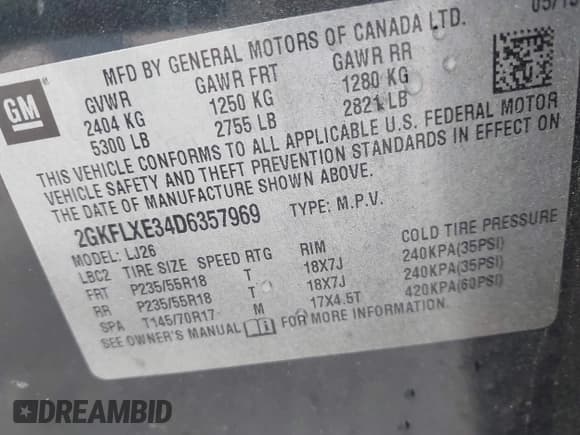 05/13
MFD BY GENERAL MOTORS OF CANADA LTD.
GM
GVWR GAWR FRT GAWR RR
2404 KG 1250 KG 1280 KG
5300 LB 2755 LB 2821 LB
THIS VEHICLE CONFORMS TO ALL APPLICABLE U.S. FEDERAL MOTOR
VEHICLE SAFETY AND THEFT PREVENTION STANDARDS IN EFFECT ON
THE DATE OF MANUFACTURE SHOWN ABOVE.
2GKFLXE34D6357969 TYPE: M.P.V.
MODEL: LJ26
LBC2 TIRE SIZE SPEED RTG RIM COLD TIRE PRESSURE
FRT P235/55R18 T 18X7J 240KPA(35PSI)
RR P235/55R18 T 18X7J 240KPA(35PSI)
SPA T145/70R17 M 17X4.5T 420KPA(60PSI)
SEE OWNER'S MANUAL FOR MORE INFORMATION.
DREAMBID